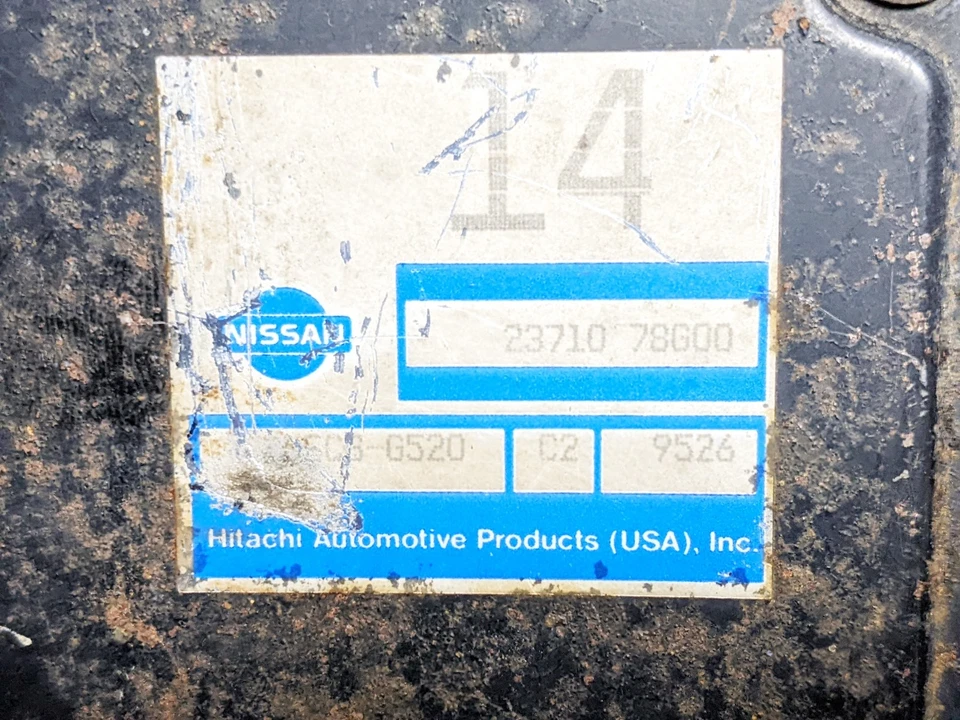 14
NISSAN
23710 78G00
-G520 C2 9526
Hitachi Automotive Products (USA), Inc.